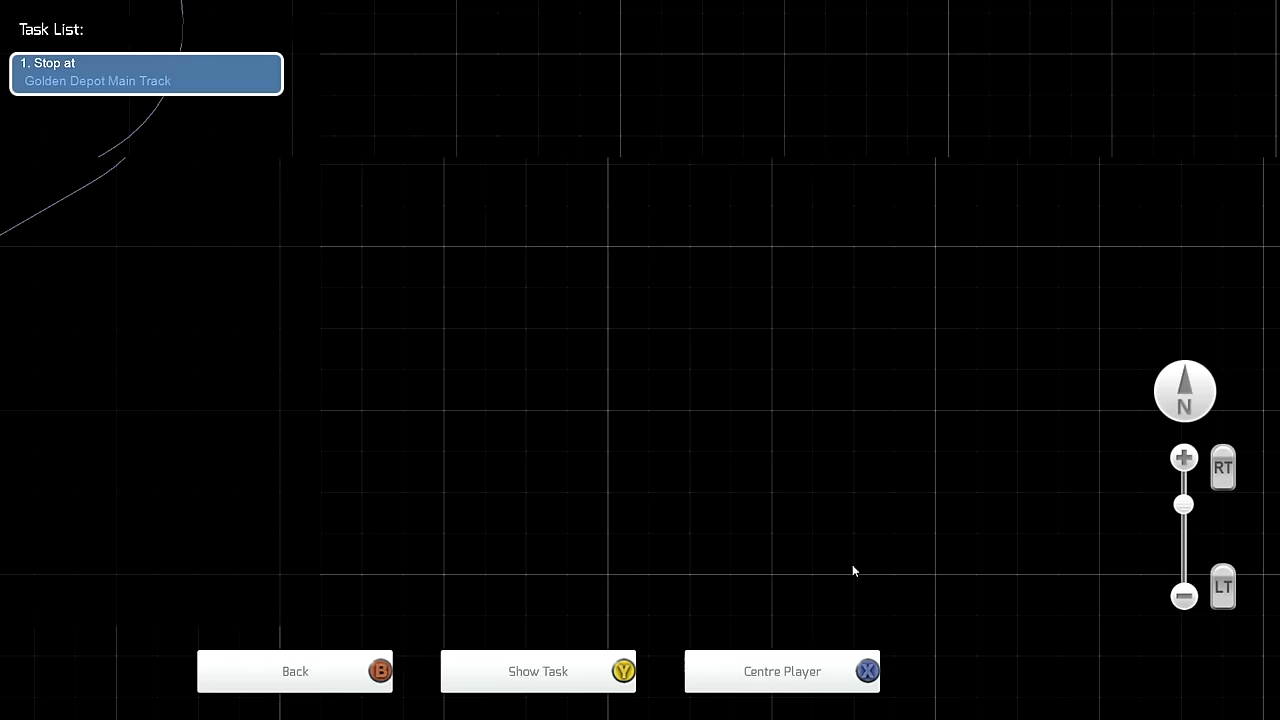 Task List:
1. Stop at
Golden Depot Main Track
N
RT
LT
Back B
Show Task Y
Centre Player X